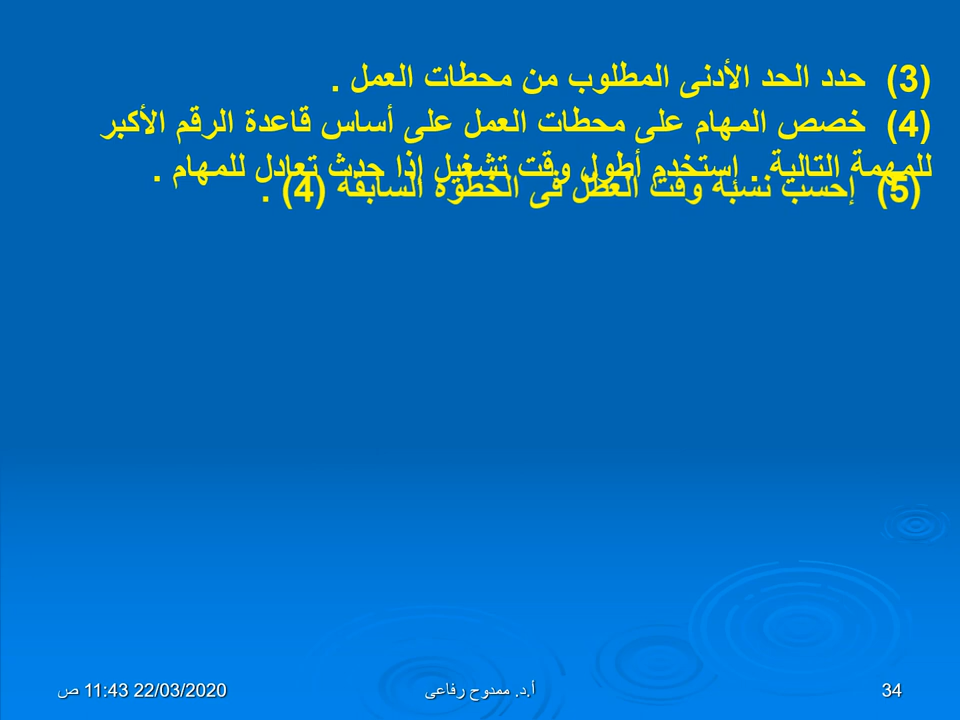 (3) حدد الحد الأدنى المطلوب من محطات العمل .
(4) خصص المهام على محطات العمل على أساس قاعدة الرقم الأكبر
للمهمة التالية . إستخدم أطول وقت تشغيل إذا حدث تعادل للمهام .
(5) إحسب نسبة وقت العطل فى الخطوة السابقة (4) .
22/03/2020 11:43 ص
أ.د. ممدوح رفاعى
34